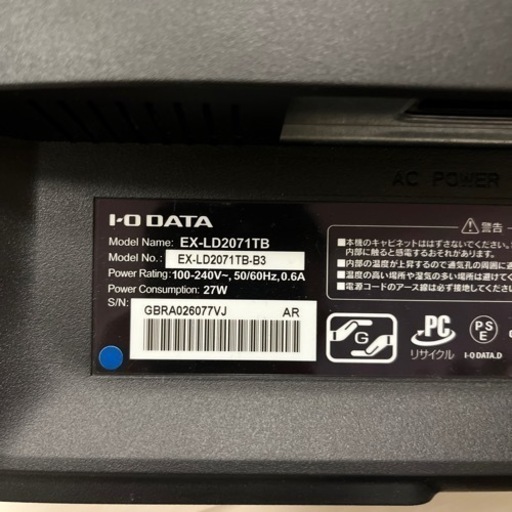 AC POWER
I-O DATA
Model Name: EX-LD2071TB
Model No.: EX-LD2071TB-B3
Power Rating:100-240V~, 50/60Hz, 0.6A
Power Consumption: 27W
S/N:
GBRA026077VJ AR
警告
■本機のキャビネットははずさないでください。
内部に触ると感電するおそれがあります。
■内部の温度が上昇しますので通気孔の周囲に
■湿度の高い場所や湿気の多い場所は避けて
■電源コードのアース線は必ず接地してくだ
G
PC
リサイクル
PSE
I-O DATA.D